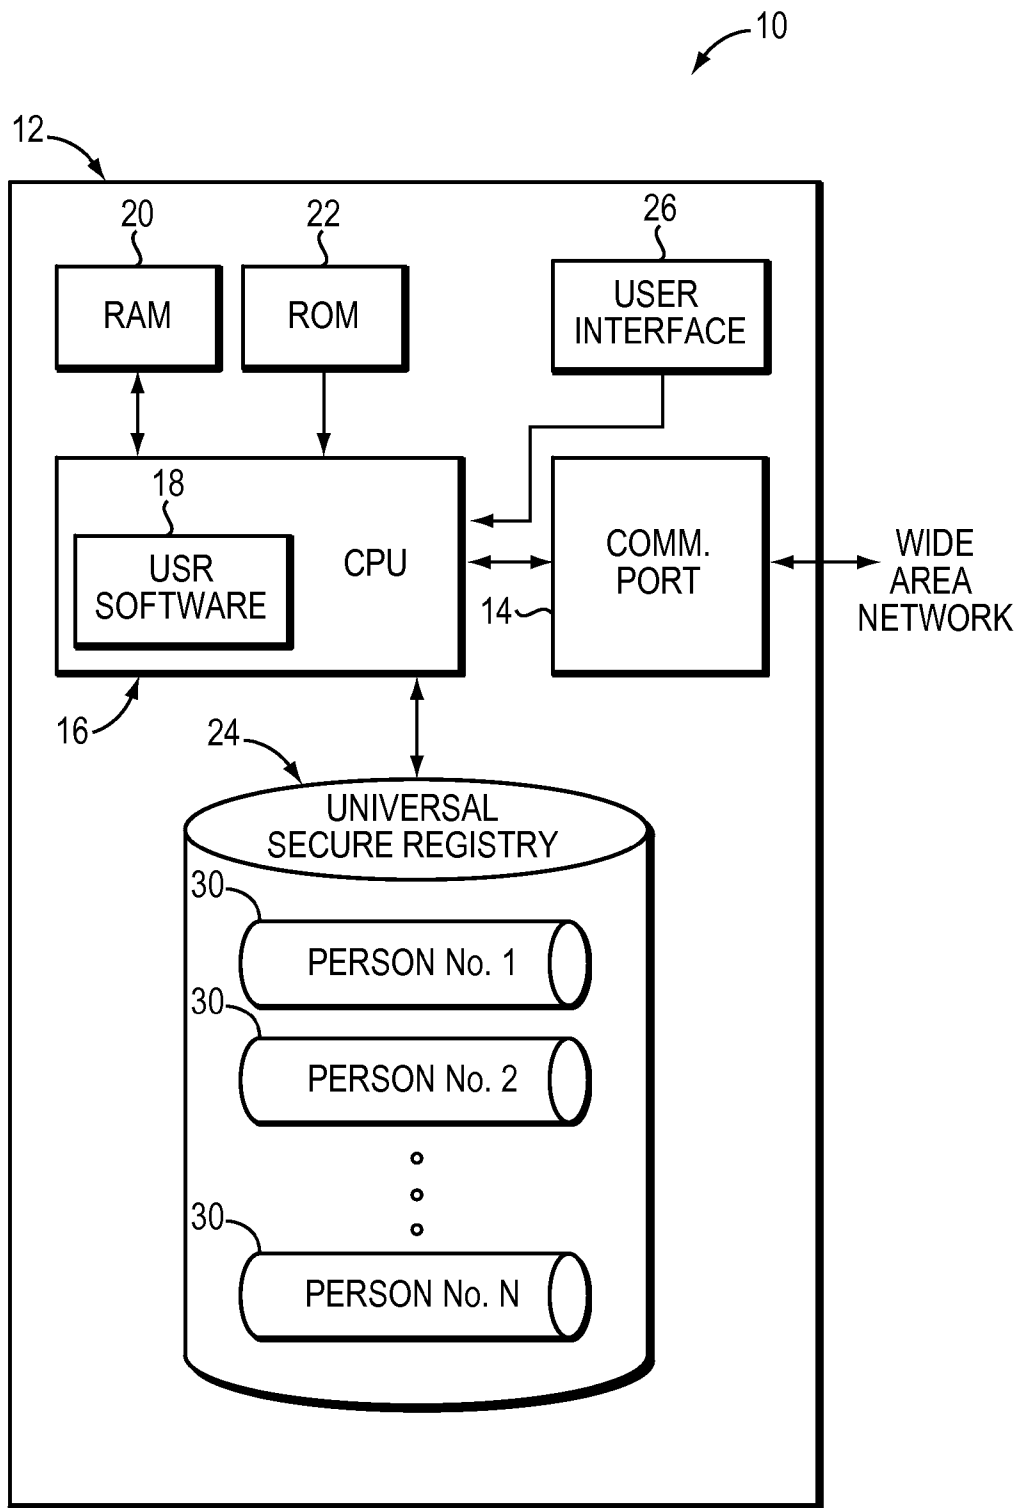 10
12
20
22
26
RAM
ROM
USER
INTERFACE
18
USR
SOFTWARE
CPU
COMM.
PORT
14
WIDE
AREA
NETWORK
16
24
UNIVERSAL
SECURE REGISTRY
30
PERSON No. 1
30
PERSON No. 2
30
PERSON No. N